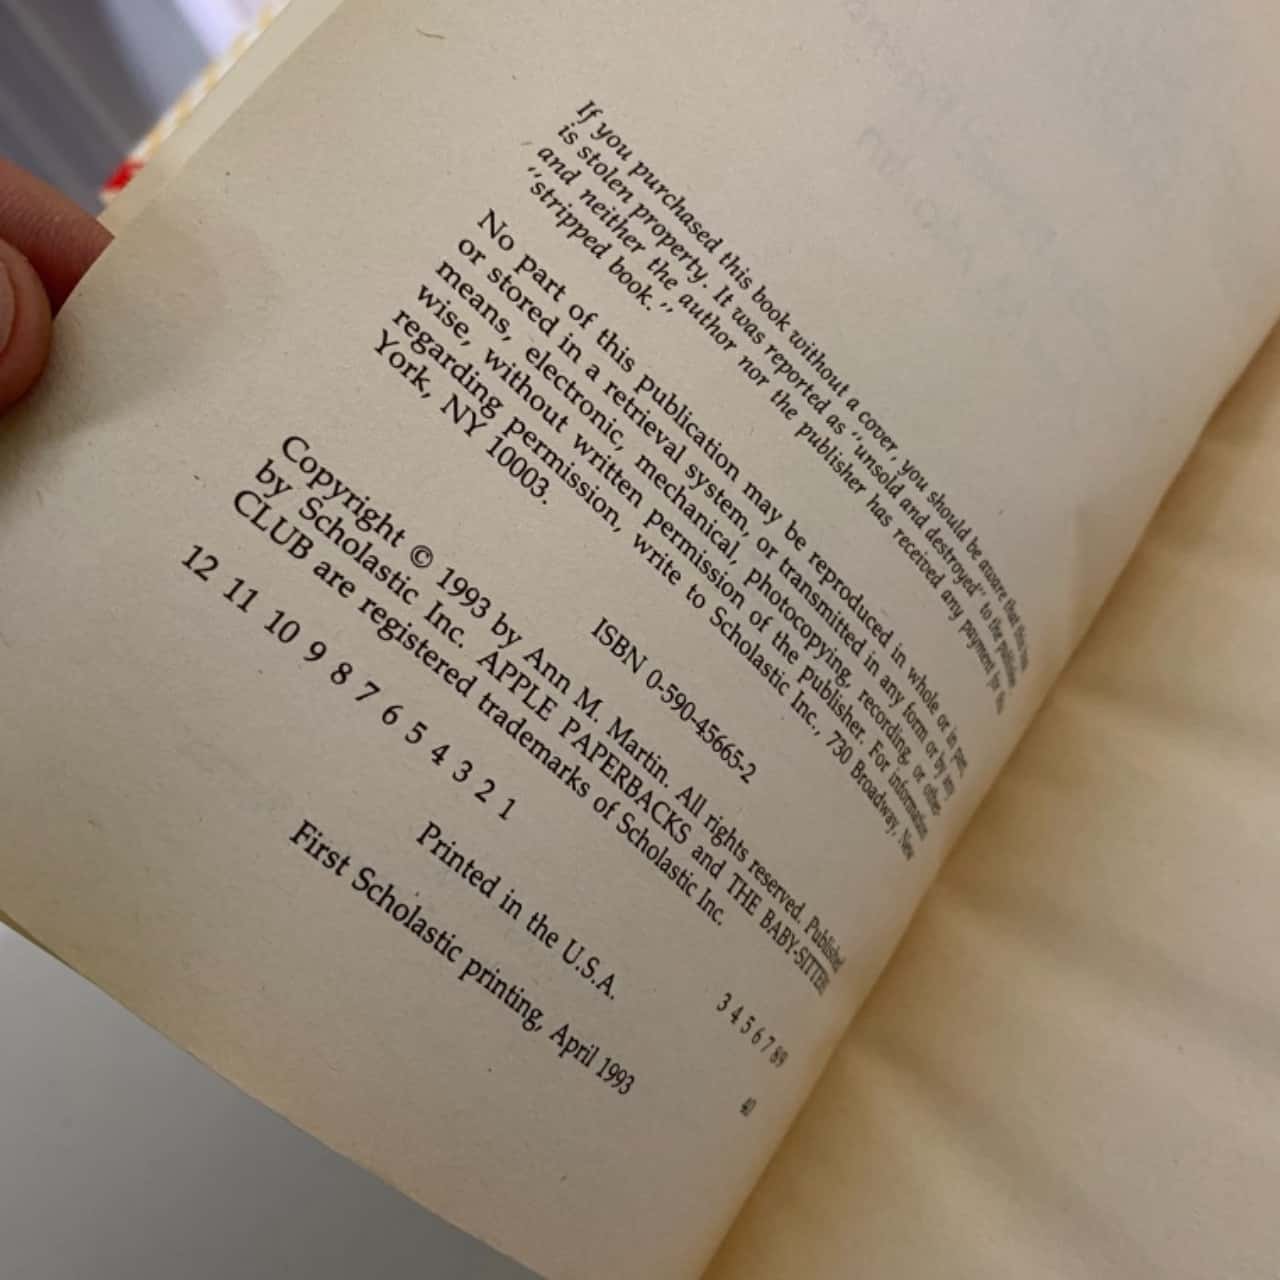 If you purchased this book without a cover, you should be aware that this book
is stolen property. It was reported as "unsold and destroyed" to the publisher,
and neither the author nor the publisher has received any payment for this
"stripped book."
No part of this publication may be reproduced in whole or in part,
or stored in a retrieval system, or transmitted in any form or by any
means, electronic, mechanical, photocopying, recording, or other-
wise, without written permission of the publisher. For information
regarding permission, write to Scholastic Inc., 730 Broadway, New
York, NY 10003.
ISBN 0-590-45665-2
Copyright © 1993 by Ann M. Martin. All rights reserved. Published
by Scholastic Inc. APPLE PAPERBACKS and THE BABY-SITTERS
CLUB are registered trademarks of Scholastic Inc.
12 11 10 9 8 7 6 5 4 3 2 1 3 4 5 6 7 8/9
Printed in the U.S.A. 40
First Scholastic printing, April 1993